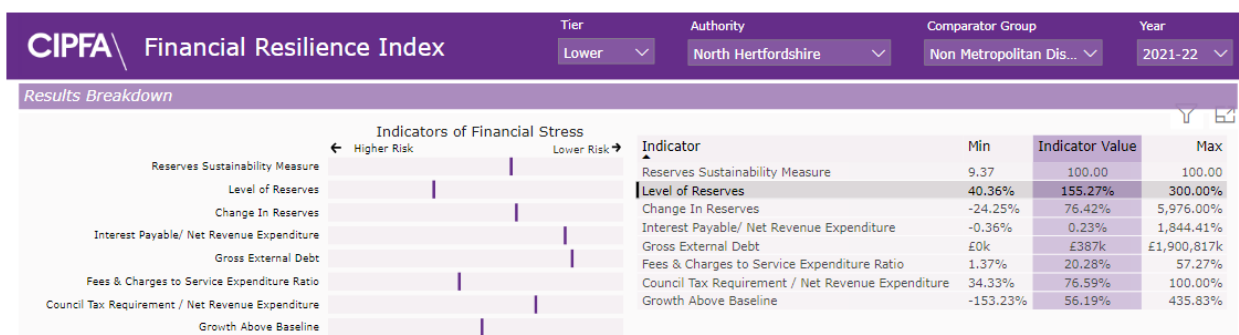 CIPFA\ Financial Resilience Index
Tier
Lower
Authority
North Hertfordshire
Comparator Group
Non Metropolitan Dis...
Year
2021-22
Results Breakdown
Indicators of Financial Stress
← Higher Risk Lower Risk →
Reserves Sustainability Measure
Level of Reserves
Change In Reserves
Interest Payable/ Net Revenue Expenditure
Gross External Debt
Fees & Charges to Service Expenditure Ratio
Council Tax Requirement / Net Revenue Expenditure
Growth Above Baseline
Indicator Min Indicator Value Max
Reserves Sustainability Measure 9.37 100.00 100.00
Level of Reserves 40.36% 155.27% 300.00%
Change In Reserves -24.25% 76.42% 5,976.00%
Interest Payable/ Net Revenue Expenditure -0.36% 0.23% 1,844.41%
Gross External Debt £0k £387k £1,900,817k
Fees & Charges to Service Expenditure Ratio 1.37% 20.28% 57.27%
Council Tax Requirement / Net Revenue Expenditure 34.33% 76.59% 100.00%
Growth Above Baseline -153.23% 56.19% 435.83%